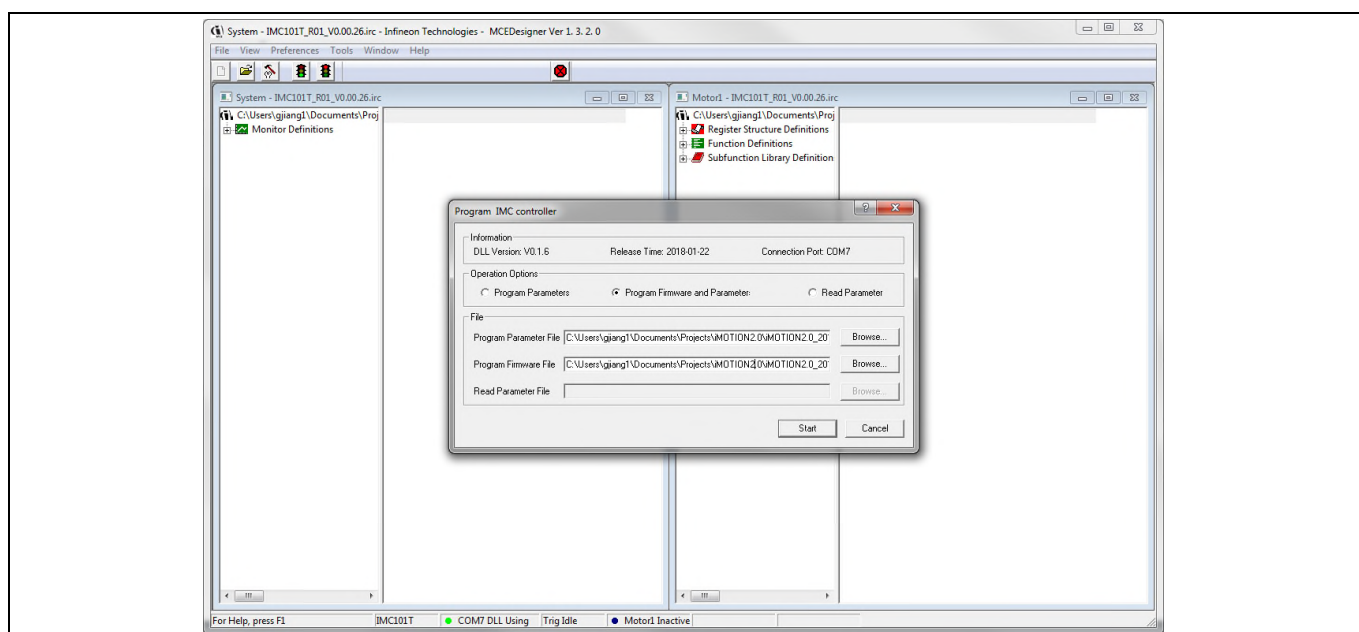 System - IMC101T_R01_V0.00.26.irc - Infineon Technologies - MCEDesigner Ver 1. 3. 2. 0
File View Preferences Tools Window Help
System - IMC101T_R01_V0.00.26.irc
C:\Users\gjiang1\Documents\Proj
Monitor Definitions
Motor1 - IMC101T_R01_V0.00.26.irc
C:\Users\gjiang1\Documents\Proj
Register Structure Definitions
Function Definitions
Subfunction Library Definition
Program IMC controller
Information
DLL Version: V0.1.6 Release Time: 2018-01-22 Connection Port: COM7
Operation Options
Program Parameters Program Firmware and Parameter Read Parameter
File
Program Parameter File C:\Users\gjiang1\Documents\Projects\iMOTION2.0\iMOTION2.0_20 Browse...
Program Firmware File C:\Users\gjiang1\Documents\Projects\iMOTION2.0\iMOTION2.0_20 Browse...
Read Parameter File Browse...
Start Cancel
For Help, press F1 IMC101T COM7 DLL Using Trig Idle Motor1 Inactive